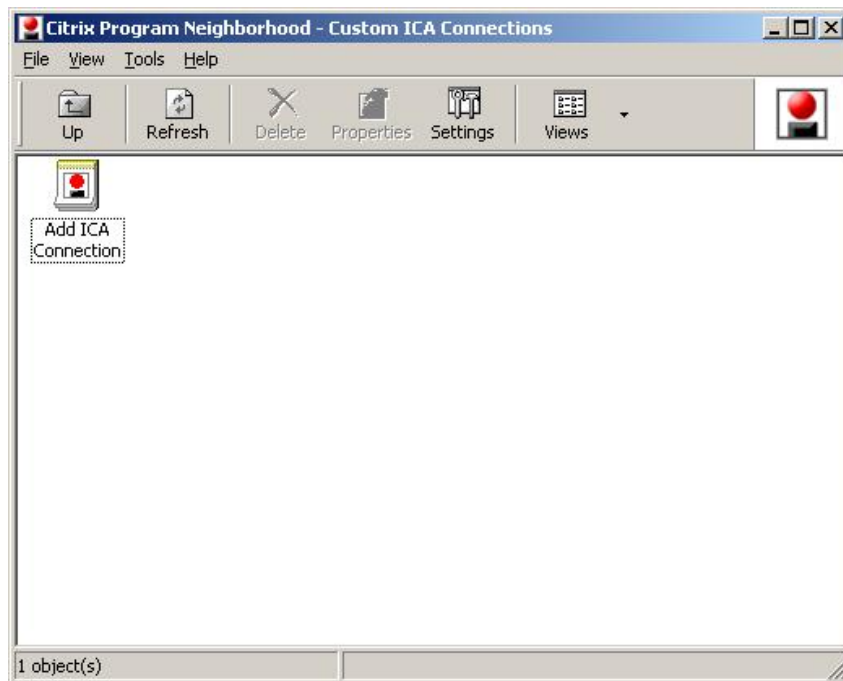 Citrix Program Neighborhood - Custom ICA Connections
File View Tools Help
Up Refresh Delete Properties Settings Views
Add ICA
Connection
1 object(s)